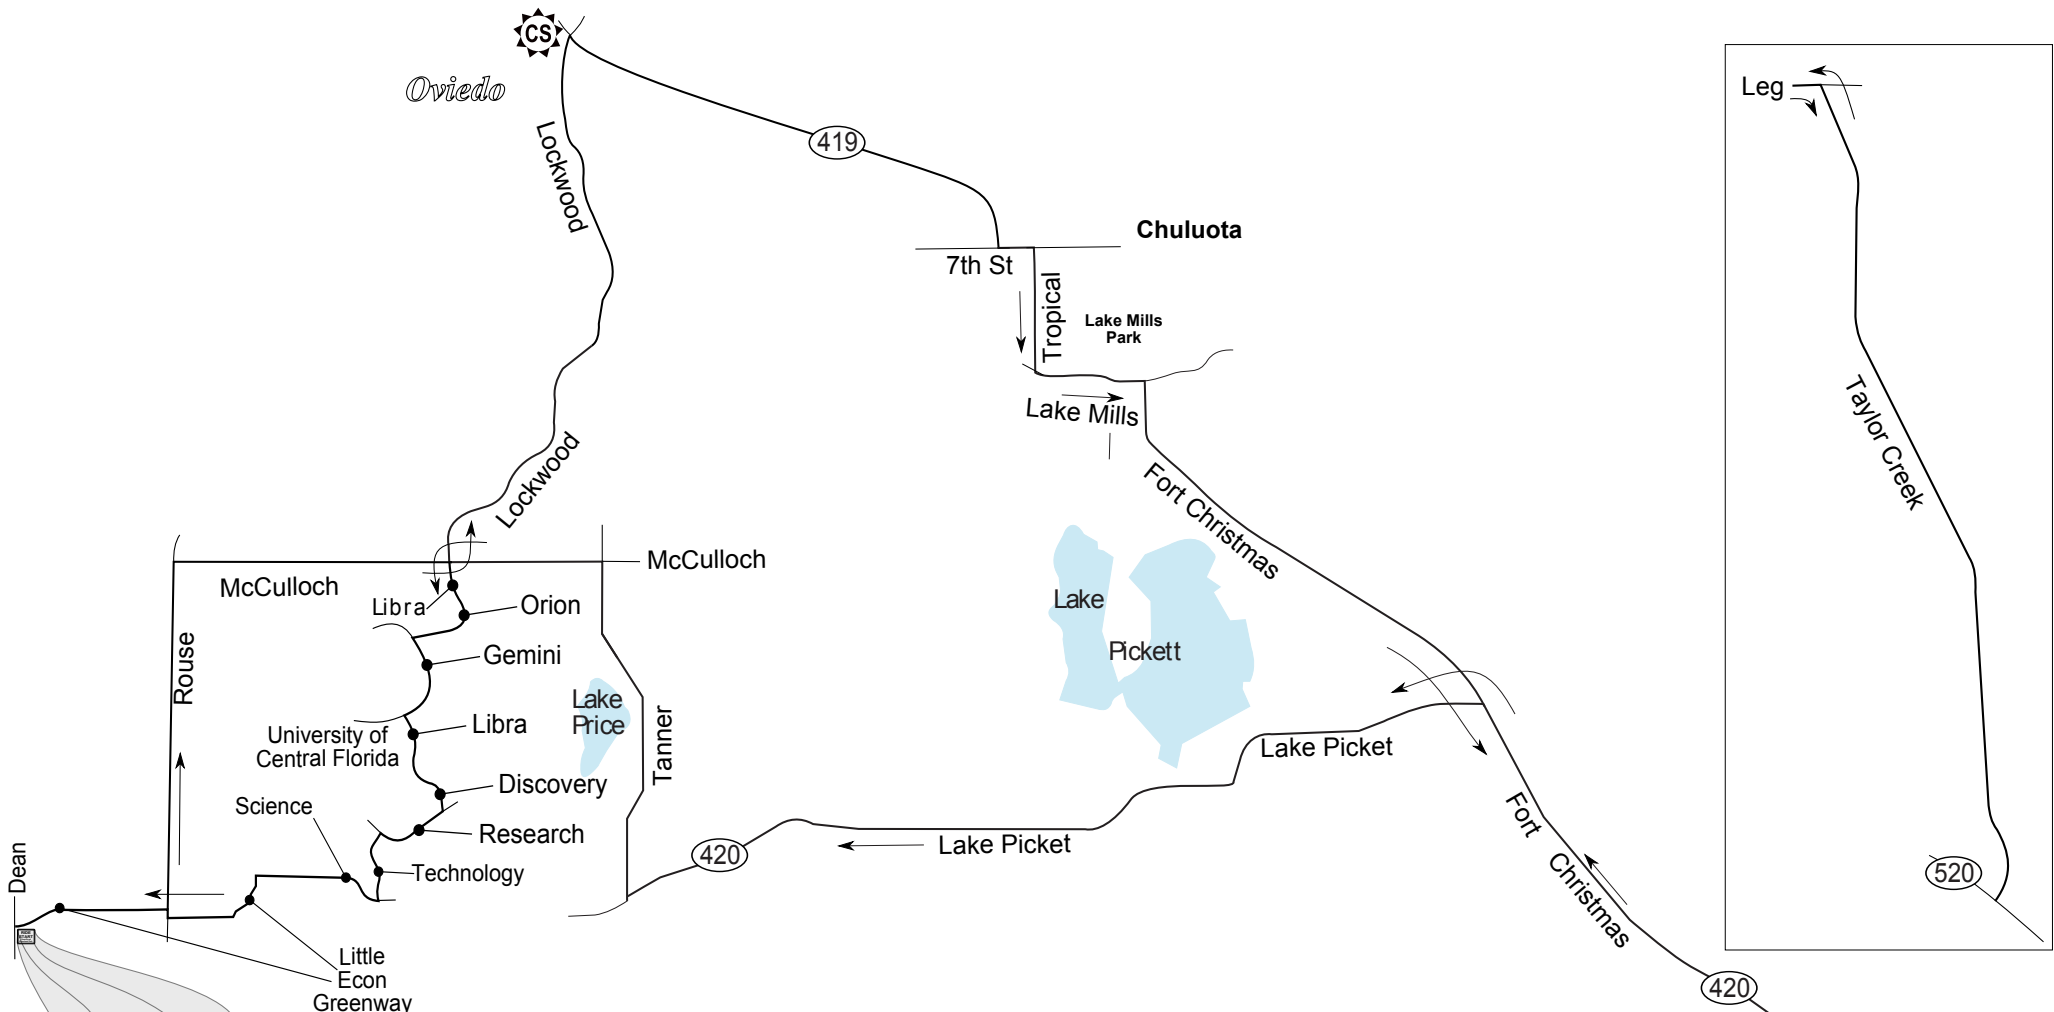 CS
Oviedo
Lockwood
419
Chuluota
7th St
Tropical
Lake Mills
Park
Lake Mills
Leg
Taylor Creek
520
Lockwood
Fort Christmas
McCulloch
McCulloch
Libra
Orion
Rouse
Gemini
Lake
Pickett
Lake
Price
Libra
University of
Central Florida
Tanner
Lake Picket
Discovery
Science
Research
Lake Picket
420
Technology
Fort
Christmas
Dean
Little
Econ
Greenway
420